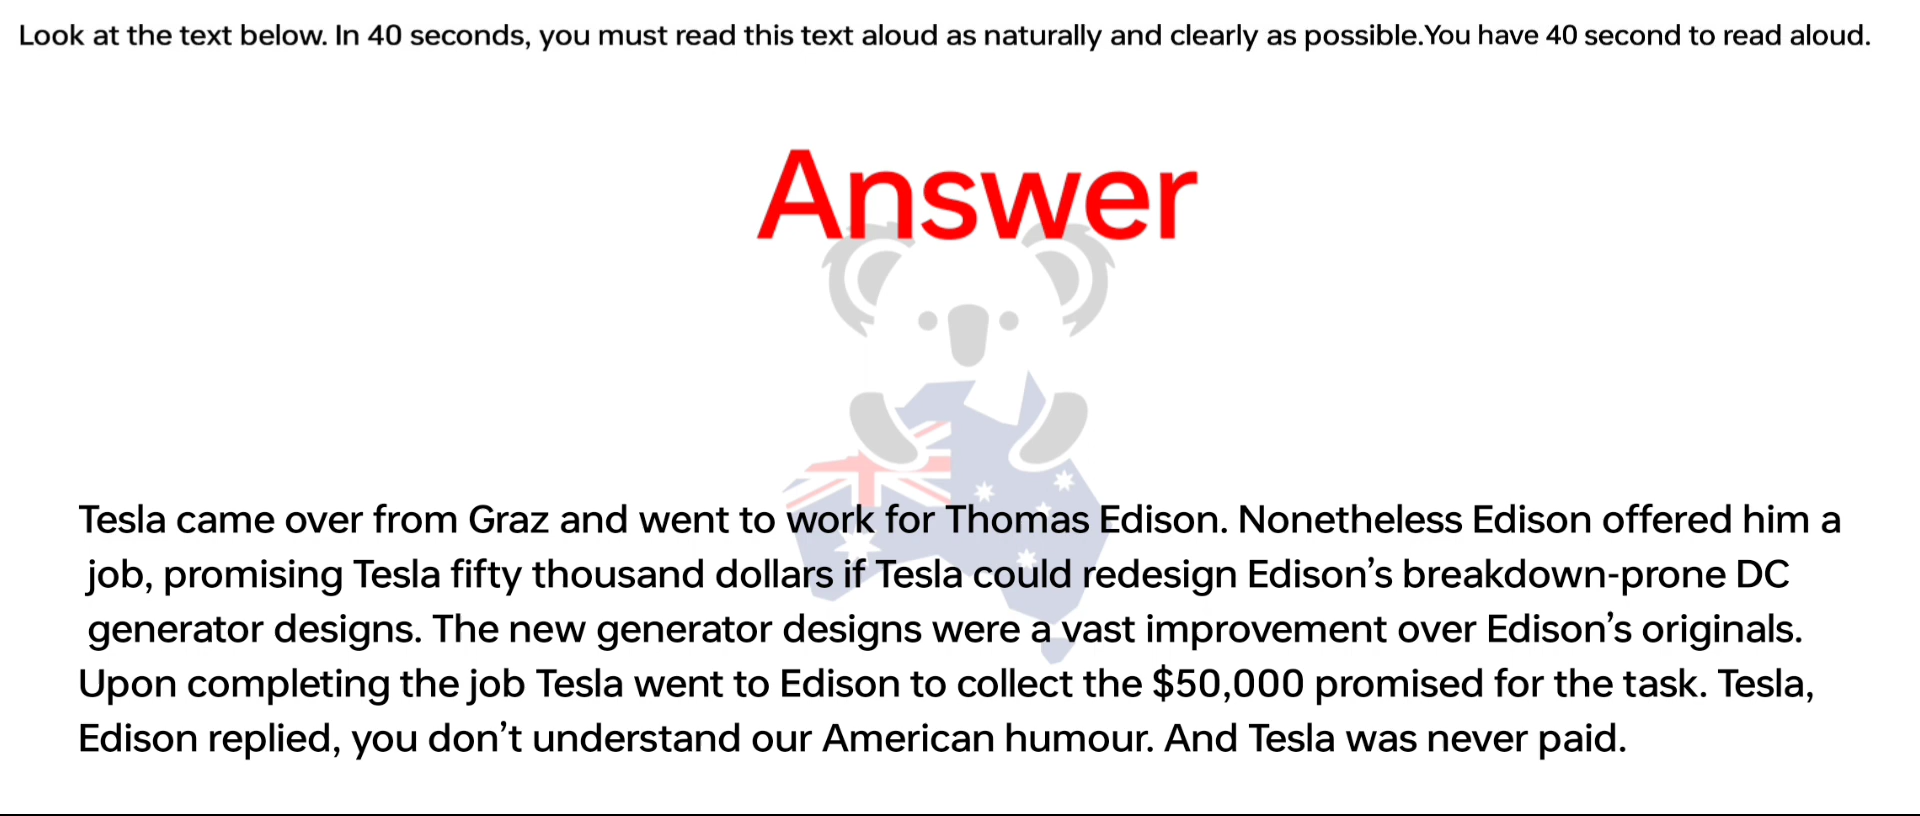 Look at the text below. In 40 seconds, you must read this text aloud as naturally and clearly as possible.You have 40 second to read aloud.
Answer
Tesla came over from Graz and went to work for Thomas Edison. Nonetheless Edison offered him a
job, promising Tesla fifty thousand dollars if Tesla could redesign Edison’s breakdown-prone DC
generator designs. The new generator designs were a vast improvement over Edison’s originals.
Upon completing the job Tesla went to Edison to collect the $50,000 promised for the task. Tesla,
Edison replied, you don’t understand our American humour. And Tesla was never paid.